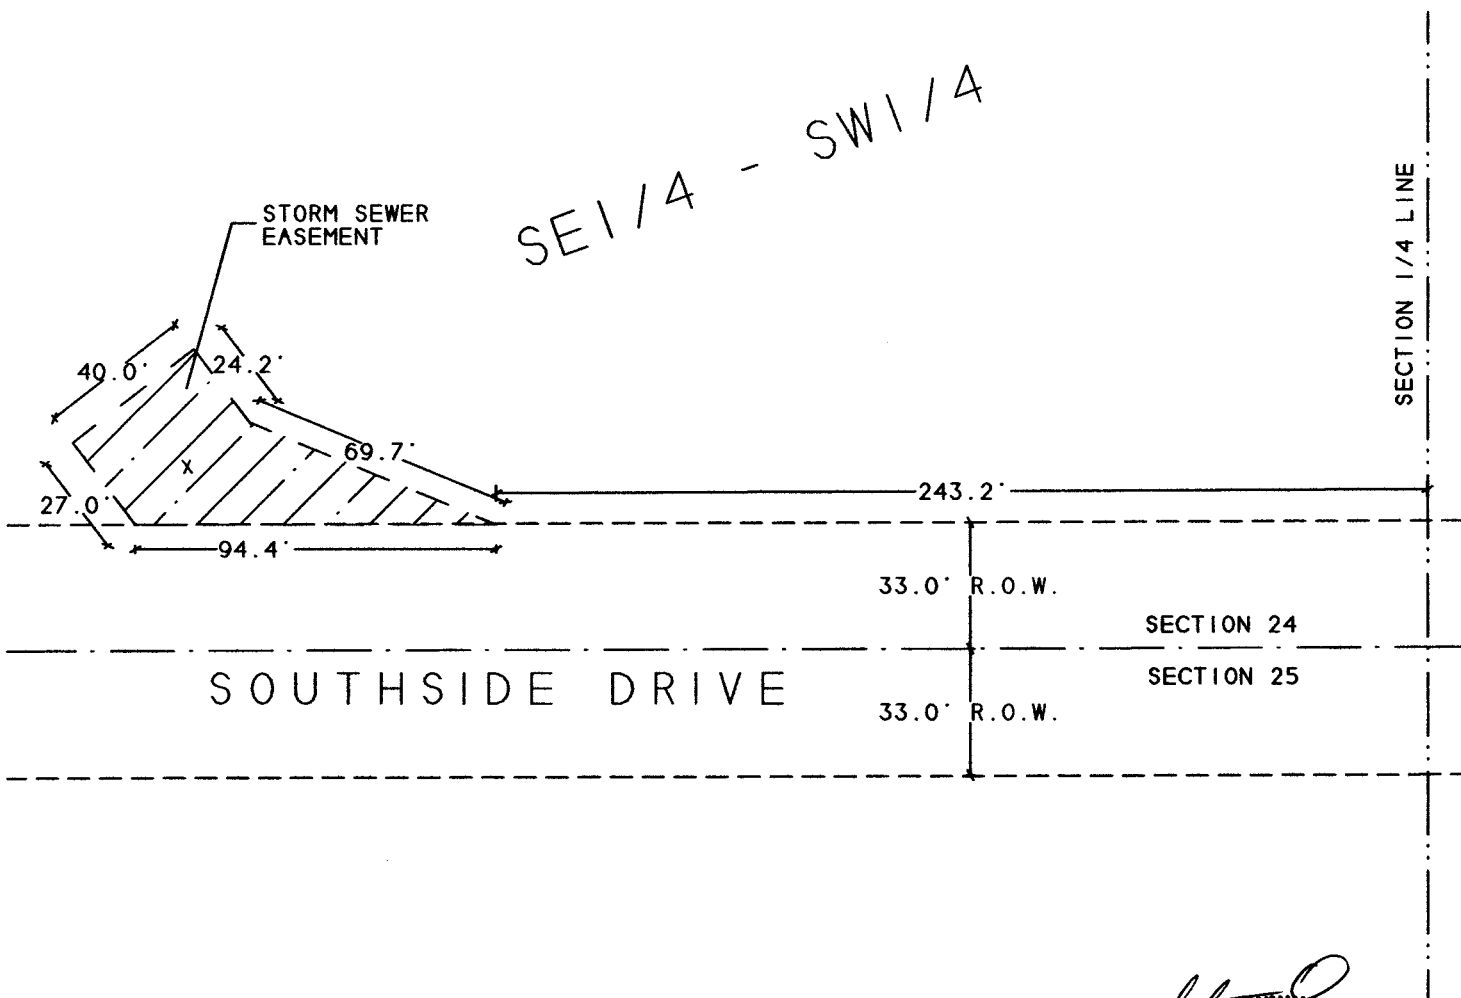 SE1/4 - SW1/4
STORM SEWER
EASEMENT
SECTION 1/4 LINE
40.0'
24.2'
69.7'
27.0'
243.2'
94.4'
33.0' R.O.W.
SECTION 24
SOUTHSIDE DRIVE
SECTION 25
33.0' R.O.W.